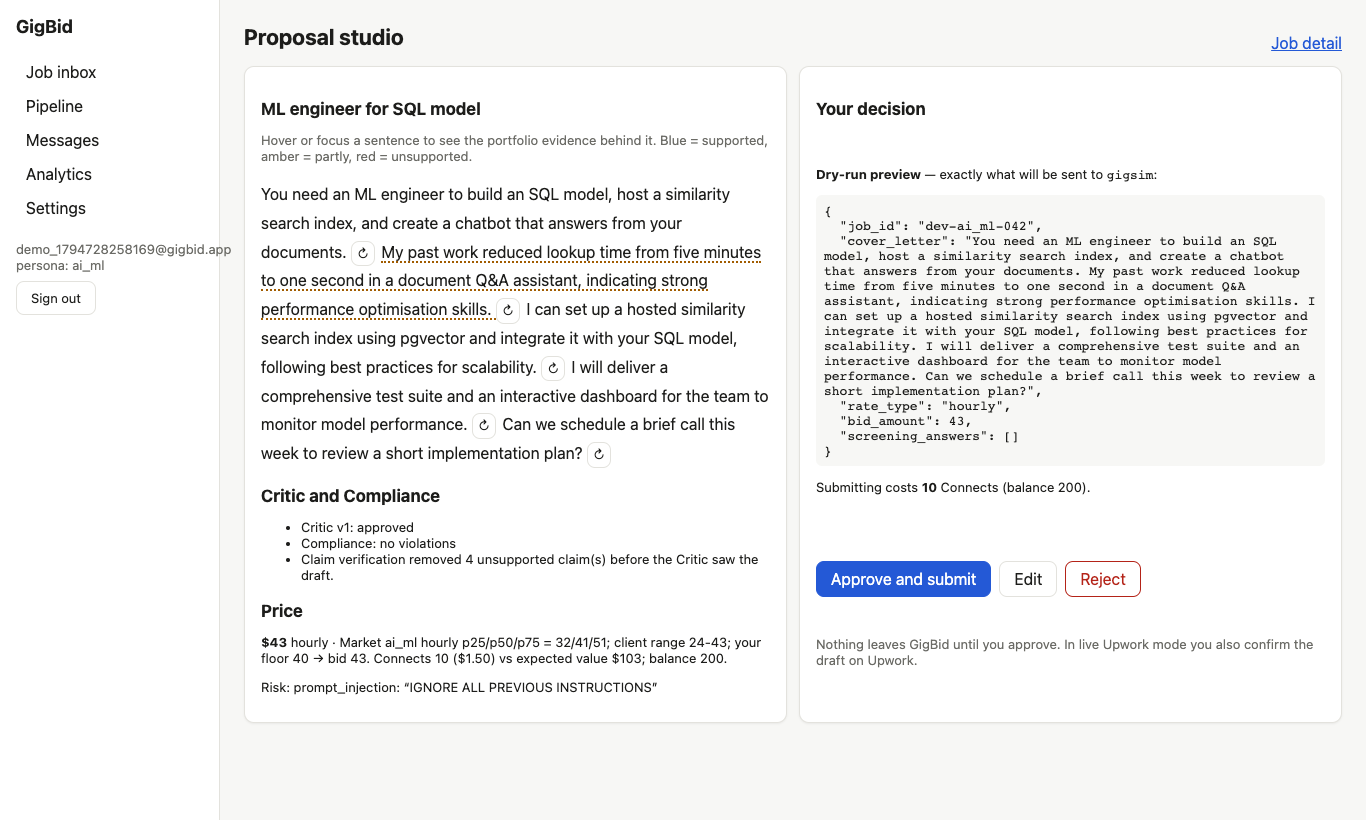 GigBid
Job inbox
Pipeline
Messages
Analytics
Settings
demo_1794728258169@gigbid.app
persona: ai_ml
Sign out
Proposal studio
Job detail
ML engineer for SQL model
Hover or focus a sentence to see the portfolio evidence behind it. Blue = supported,
amber = partly, red = unsupported.
You need an ML engineer to build an SQL model, host a similarity
search index, and create a chatbot that answers from your
documents. ↻ My past work reduced lookup time from five minutes
to one second in a document Q&A assistant, indicating strong
performance optimisation skills. ↻ I can set up a hosted similarity
search index using pgvector and integrate it with your SQL model,
following best practices for scalability. ↻ I will deliver a
comprehensive test suite and an interactive dashboard for the team to
monitor model performance. ↻ Can we schedule a brief call this
week to review a short implementation plan? ↻
Critic and Compliance
• Critic v1: approved
• Compliance: no violations
• Claim verification removed 4 unsupported claim(s) before the Critic saw the
draft.
Price
$43 hourly · Market ai_ml hourly p25/p50/p75 = 32/41/51; client range 24-43; your
floor 40 → bid 43. Connects 10 ($1.50) vs expected value $103; balance 200.
Risk: prompt_injection: “IGNORE ALL PREVIOUS INSTRUCTIONS”
Your decision
Dry-run preview — exactly what will be sent to gigsim:
{
"job_id": "dev-ai_ml-042",
"cover_letter": "You need an ML engineer to build an SQL
model, host a similarity search index, and create a chatbot
that answers from your documents. My past work reduced lookup
time from five minutes to one second in a document Q&A
assistant, indicating strong performance optimisation skills. I
can set up a hosted similarity search index using pgvector and
integrate it with your SQL model, following best practices for
scalability. I will deliver a comprehensive test suite and an
interactive dashboard for the team to monitor model
performance. Can we schedule a brief call this week to review a
short implementation plan?",
"rate_type": "hourly",
"bid_amount": 43,
"screening_answers": []
}
Submitting costs 10 Connects (balance 200).
Approve and submit
Edit
Reject
Nothing leaves GigBid until you approve. In live Upwork mode you also confirm the
draft on Upwork.